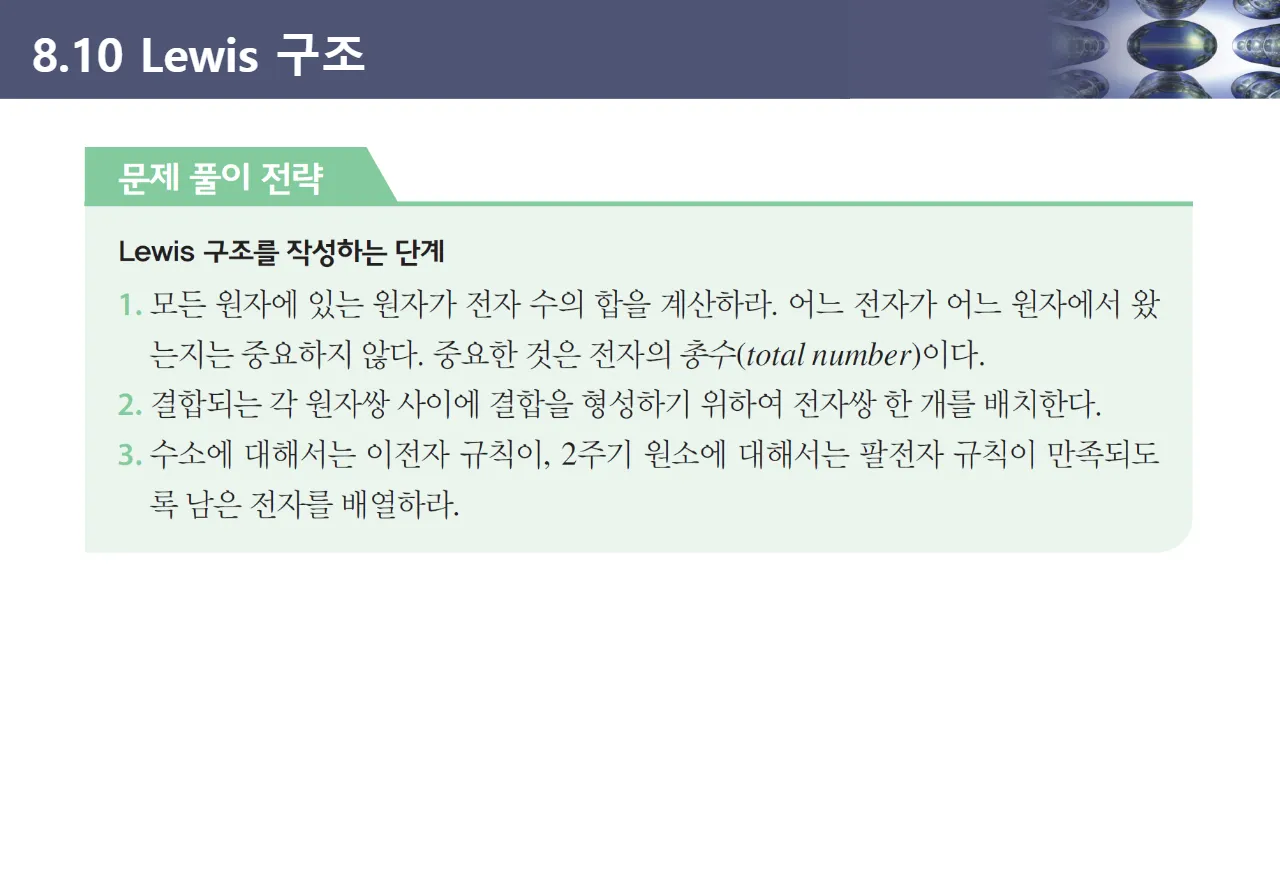 8.10 Lewis 구조
문제 풀이 전략
Lewis 구조를 작성하는 단계
1. 모든 원자에 있는 원자가 전자 수의 합을 계산하라. 어느 전자가 어느 원자에서 왔
는지는 중요하지 않다. 중요한 것은 전자의 총수(total number)이다.
2. 결합되는 각 원자쌍 사이에 결합을 형성하기 위하여 전자쌍 한 개를 배치한다.
3. 수소에 대해서는 이전자 규칙이, 2주기 원소에 대해서는 팔전자 규칙이 만족되도
록 남은 전자를 배열하라.